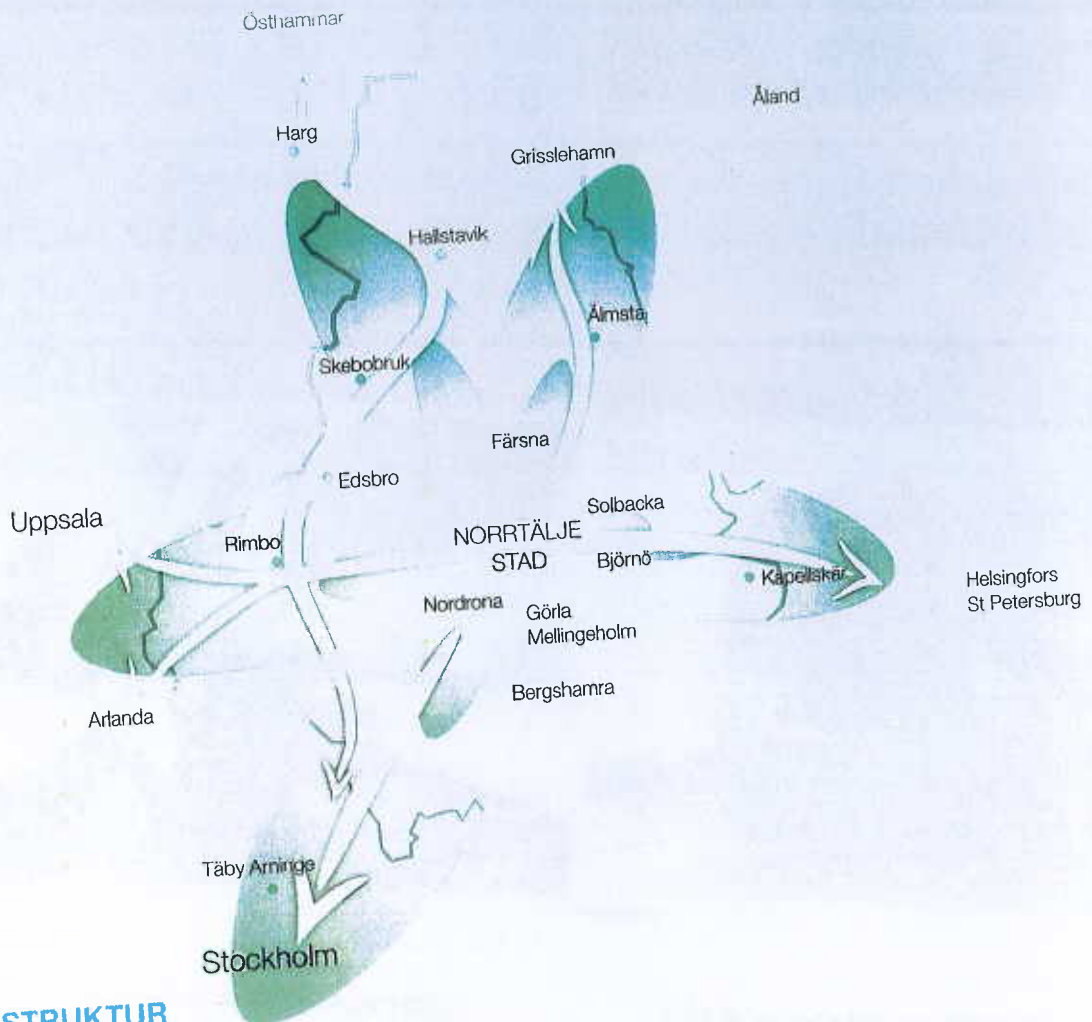 Östhammar
Åland
Harg
Grisslehamn
Hallstavik
Älmsta
Skebobruk
Färsna
Edsbro
Solbacka
Uppsala
Rimbo
NORRTÄLJE
STAD
Björnö
Kapellskär
Helsingfors
St Petersburg
Nordrona
Görla
Mellingeholm
Bergshamra
Arlanda
Täby Arninge
Stockholm
STRUKTUR